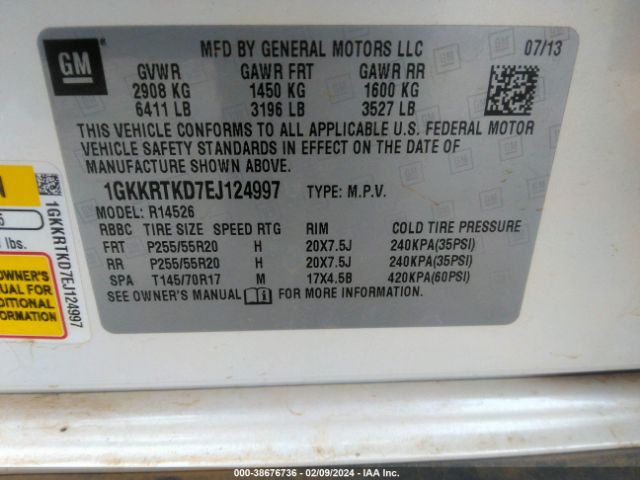 GM
MFD BY GENERAL MOTORS LLC 07/13
GVWR GAWR FRT GAWR RR
2908 KG 1450 KG 1600 KG
6411 LB 3196 LB 3527 LB
THIS VEHICLE CONFORMS TO ALL APPLICABLE U.S. FEDERAL MOTOR
VEHICLE SAFETY STANDARDS IN EFFECT ON THE DATE OF
MANUFACTURE SHOWN ABOVE.
1GKKRTKD7EJ124997 TYPE: M.P.V.
MODEL: R14526
RBBC TIRE SIZE SPEED RTG RIM COLD TIRE PRESSURE
FRT P255/55R20 H 20X7.5J 240KPA(35PSI)
RR P255/55R20 H 20X7.5J 240KPA(35PSI)
SPA T145/70R17 M 17X4.5B 420KPA(60PSI)
SEE OWNER'S MANUAL i FOR MORE INFORMATION.
N
5
lbs.
OWNER'S
UAL FOR
DITIONAL
ORMATION
1GKKRTKD7EJ124997
000-38676736 - 02/09/2024 - IAA Inc.